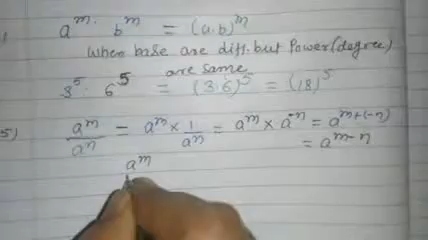 a^m · b^m = (a.b)^m
When base are diff. but Power (degree)
are same.
3^5 · 6^5 = (3·6)^5 = (18)^5
5) a^m / a^n = a^m × 1 / a^n = a^m × a^-n = a^m+(-n)
= a^m-n
a^m